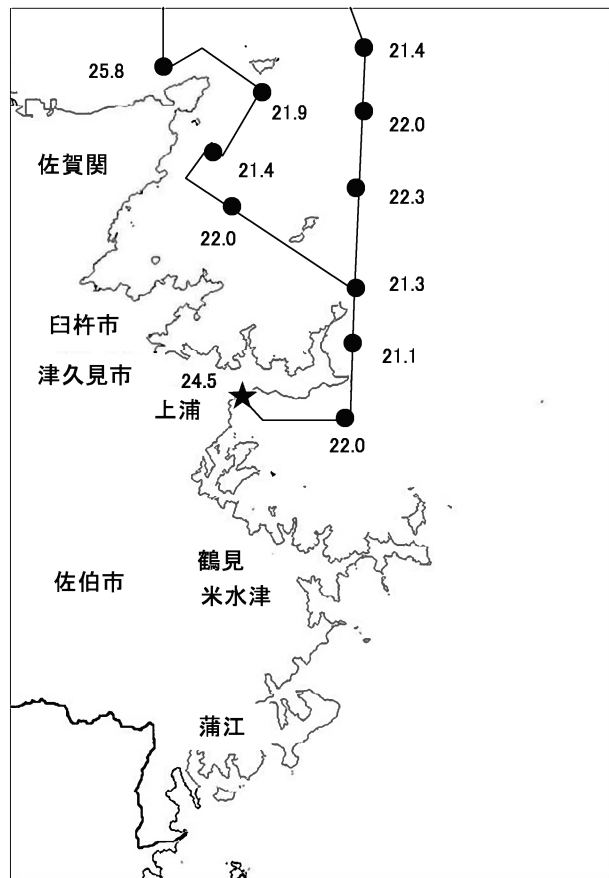 21.4
25.8
21.9
22.0
佐賀関
21.4
22.3
22.0
21.3
臼杵市
21.1
津久見市
24.5
上浦
22.0
鶴見
佐伯市
米水津
蒲江